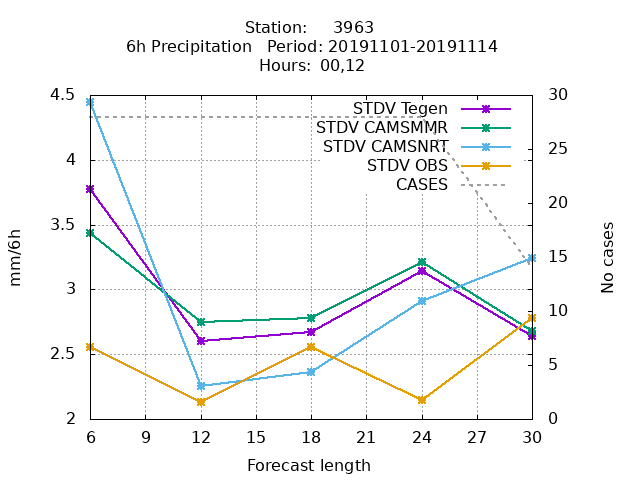 Station:     3963
6h Precipitation   Period: 20191101-20191114
Hours:  00,12
4.5
4
3.5
3
2.5
2
mm/6h
STDV Tegen
STDV CAMSMMR
STDV CAMSNRT
STDV OBS
CASES
30
25
20
15
10
5
0
No cases
6 9 12 15 18 21 24 27 30
Forecast length